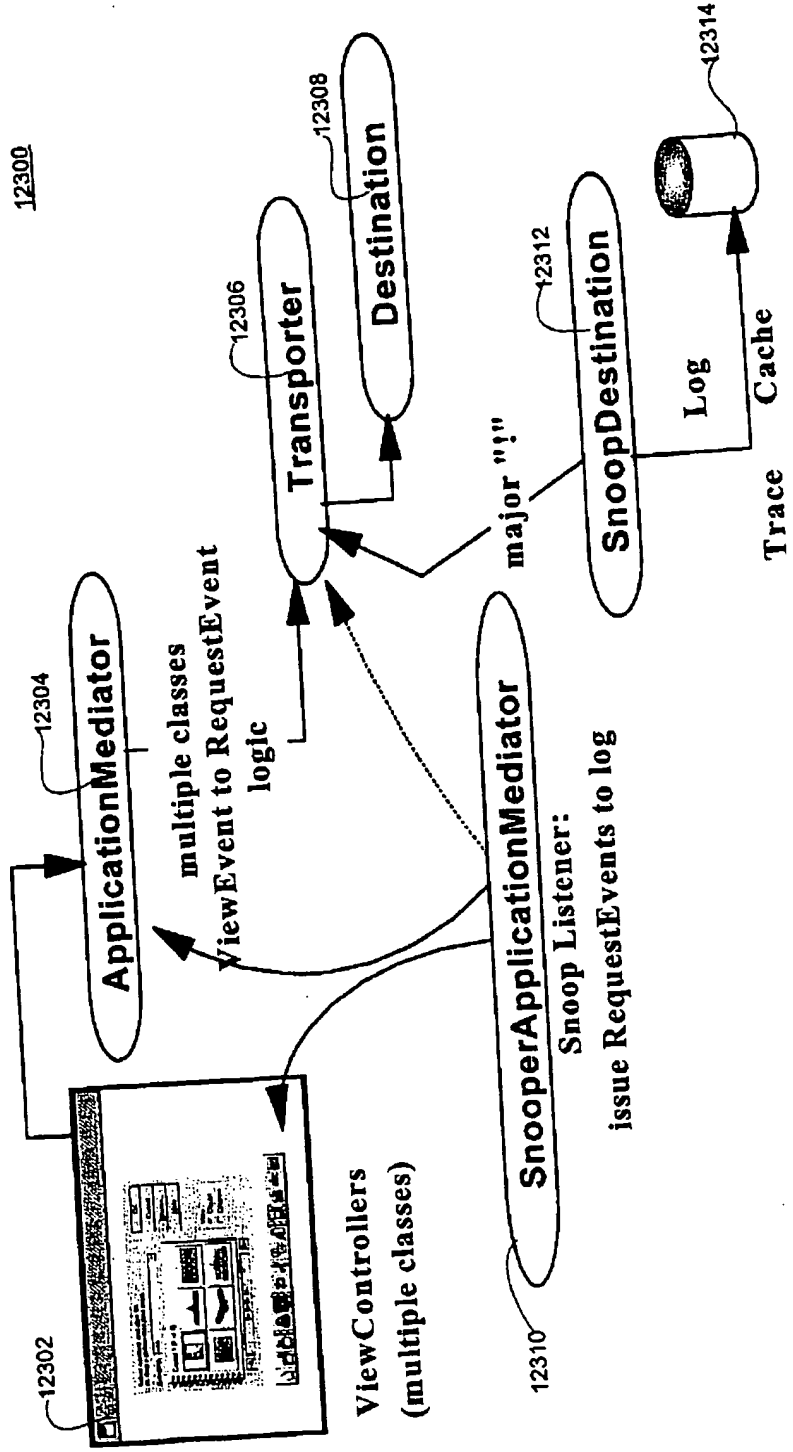 12300
12302
ViewControllers
(multiple classes)
12304
ApplicationMediator
multiple classes
ViewEvent to RequestEvent
logic
12306
Transporter
12308
Destination
12310
SnooperApplicationMediator
Snoop Listener:
issue RequestEvents to log
major "!"
12312
SnoopDestination
Log
Trace Cache
12314